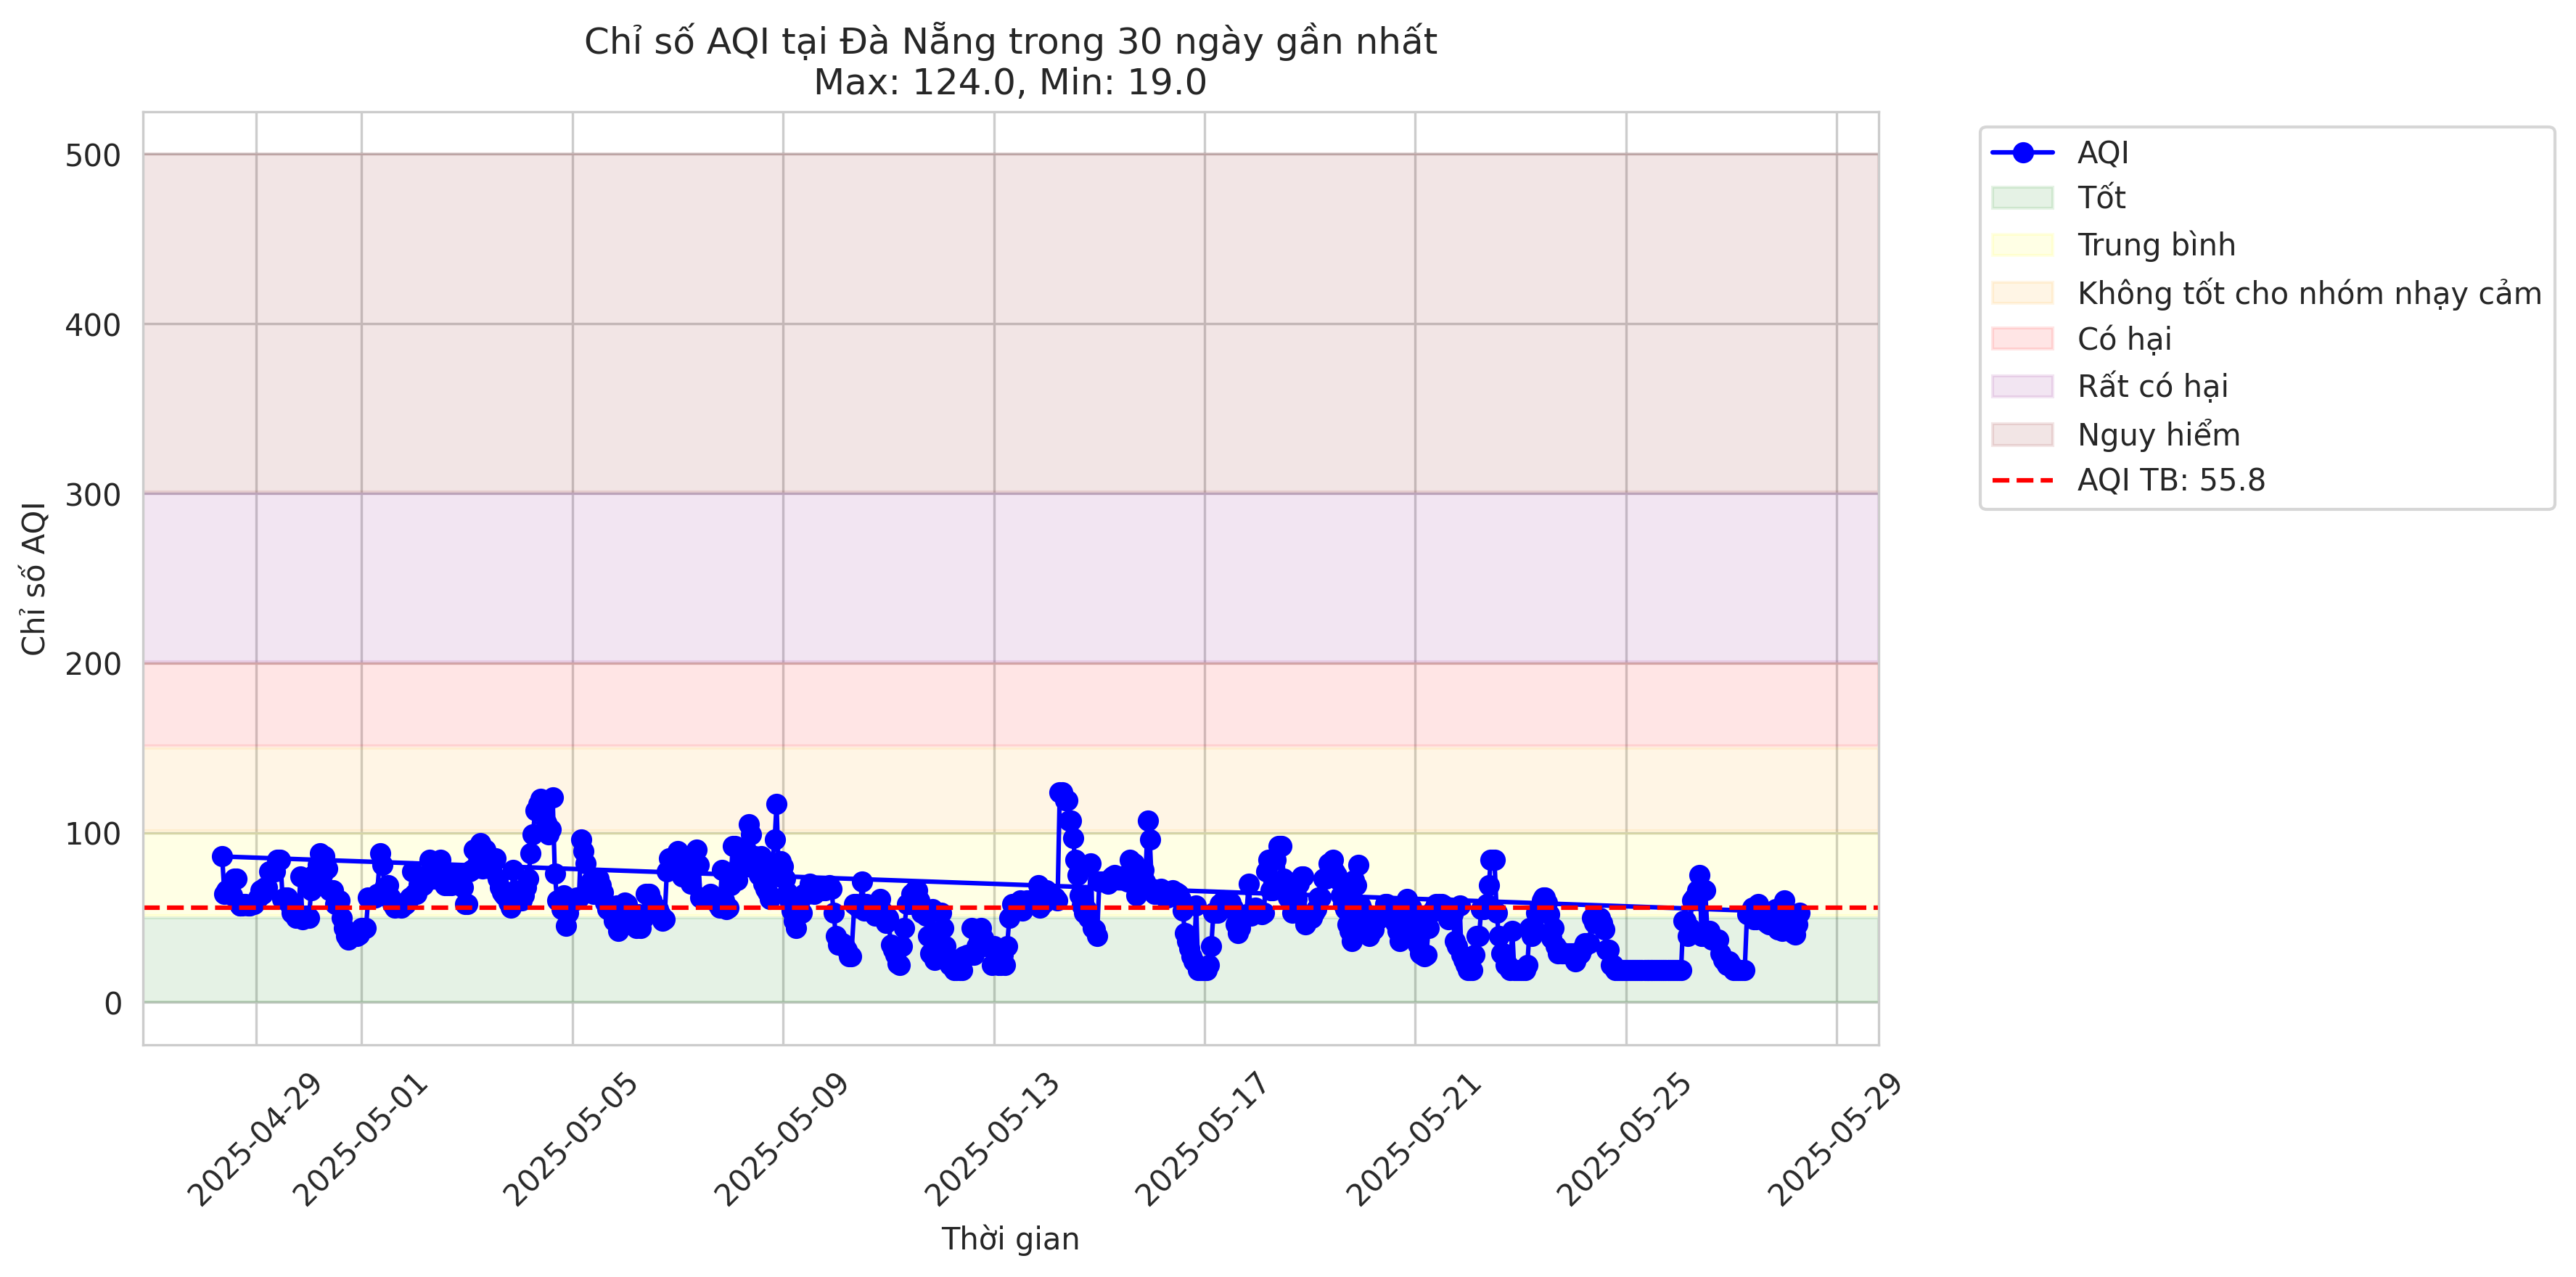 Chỉ số AQI tại Đà Nẵng trong 30 ngày gần nhất
Max: 124.0, Min: 19.0
Chỉ số AQI
500
400
300
200
100
0
2025-04-29
2025-05-01
2025-05-05
2025-05-09
2025-05-13
2025-05-17
2025-05-21
2025-05-25
2025-05-29
Thời gian
AQI
Tốt
Trung bình
Không tốt cho nhóm nhạy cảm
Có hại
Rất có hại
Nguy hiểm
AQI TB: 55.8